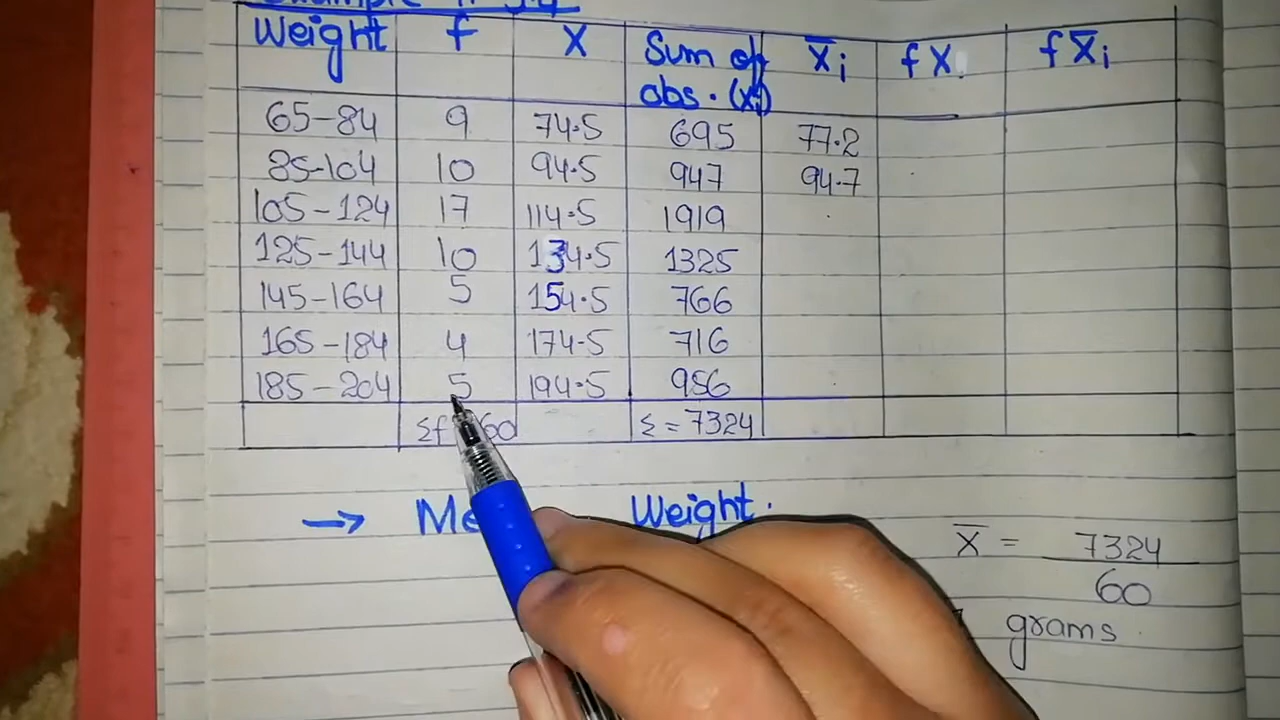 Weight f X Sum of obs. (xi) X̄i fX fX̄i
65-84 9 74.5 695 77.2
85-104 10 94.5 947 94.7
105-124 17 114.5 1919
125-144 10 134.5 1325
145-164 5 154.5 766
165-184 4 174.5 716
185-204 5 194.5 956
Σf 60 Σ = 7324
→ Weight.
X̄ = 7324
60
grams